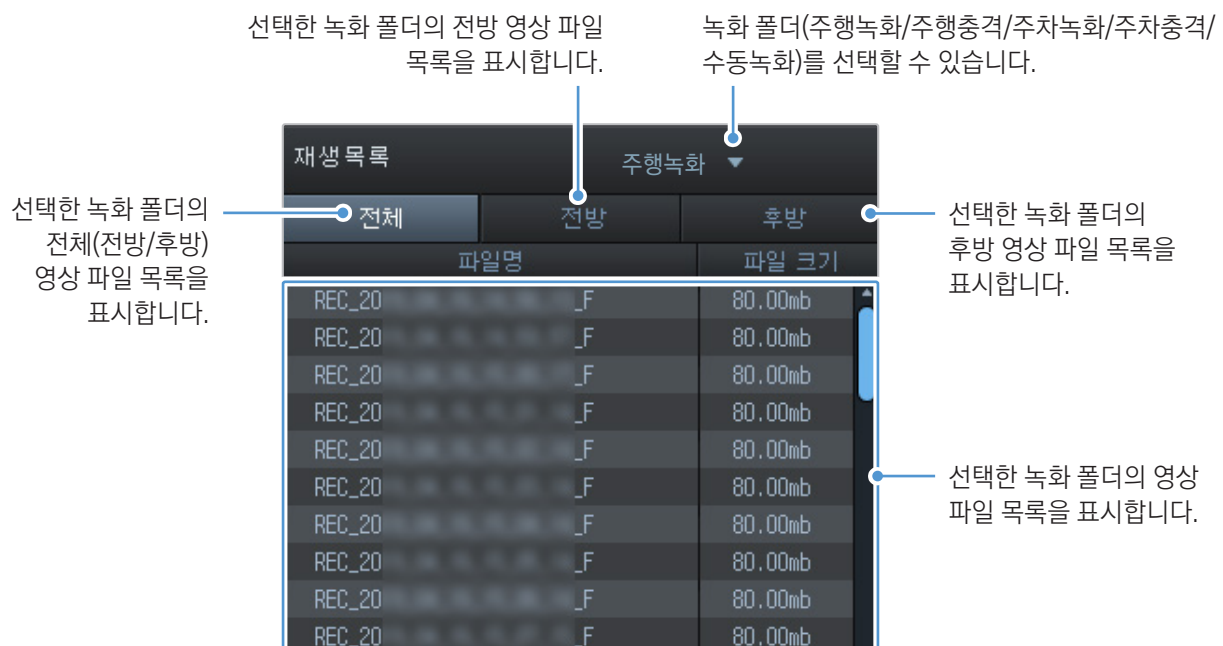 선택한 녹화 폴더의 전방 영상 파일
목록을 표시합니다.
녹화 폴더(주행녹화/주행충격/주차녹화/주차충격/
수동녹화)를 선택할 수 있습니다.
재생목록
주행녹화
선택한 녹화 폴더의
전체(전방/후방)
영상 파일 목록을
표시합니다.
전체 전방 후방
파일명 파일 크기
선택한 녹화 폴더의
후방 영상 파일 목록을
표시합니다.
REC_20 _F 80.00mb
REC_20 _F 80.00mb
REC_20 _F 80.00mb
REC_20 _F 80.00mb
REC_20 _F 80.00mb
REC_20 _F 80.00mb
REC_20 _F 80.00mb
REC_20 _F 80.00mb
REC_20 _F 80.00mb
REC_20 _F 80.00mb
선택한 녹화 폴더의 영상
파일 목록을 표시합니다.